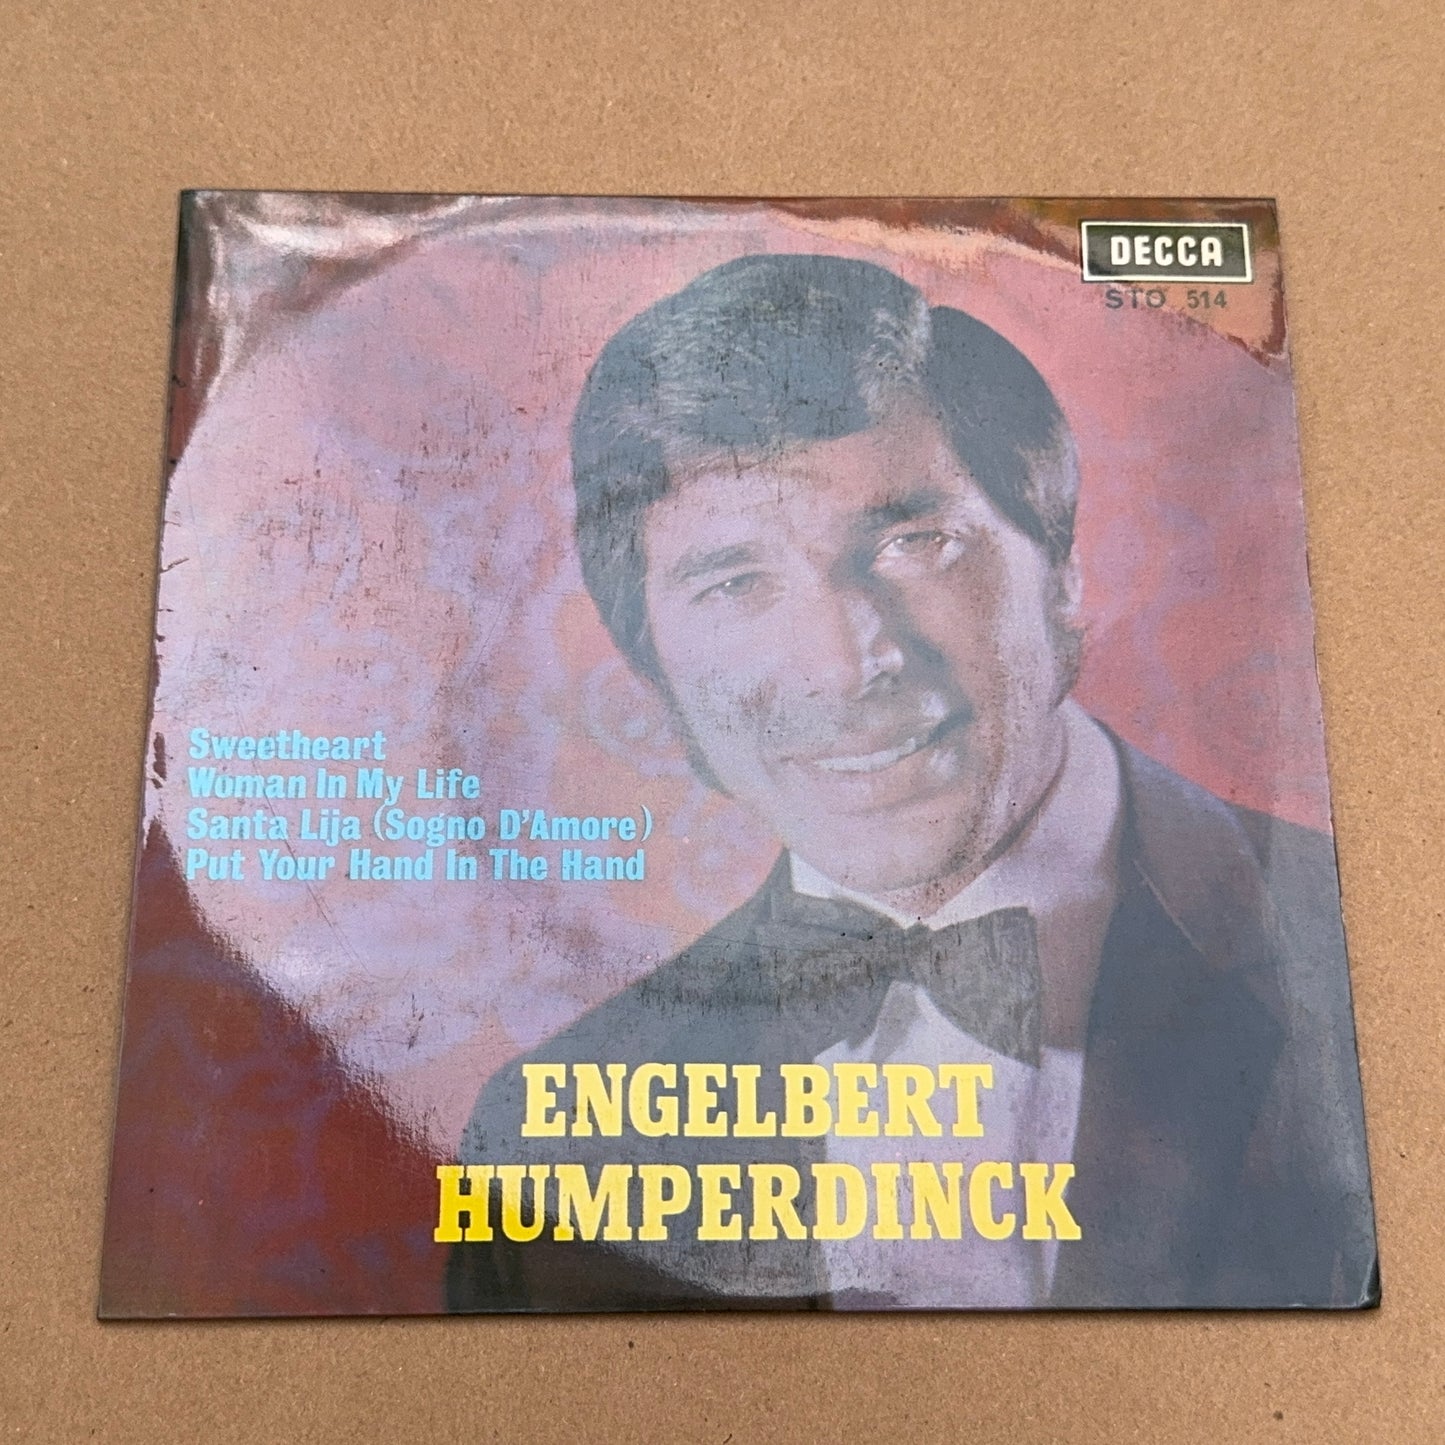 DECCA
STO 514
Sweetheart
Woman In My Life
Santa Lija (Sogno D'Amore)
Put Your Hand In The Hand
ENGELBERT
HUMPERDINCK